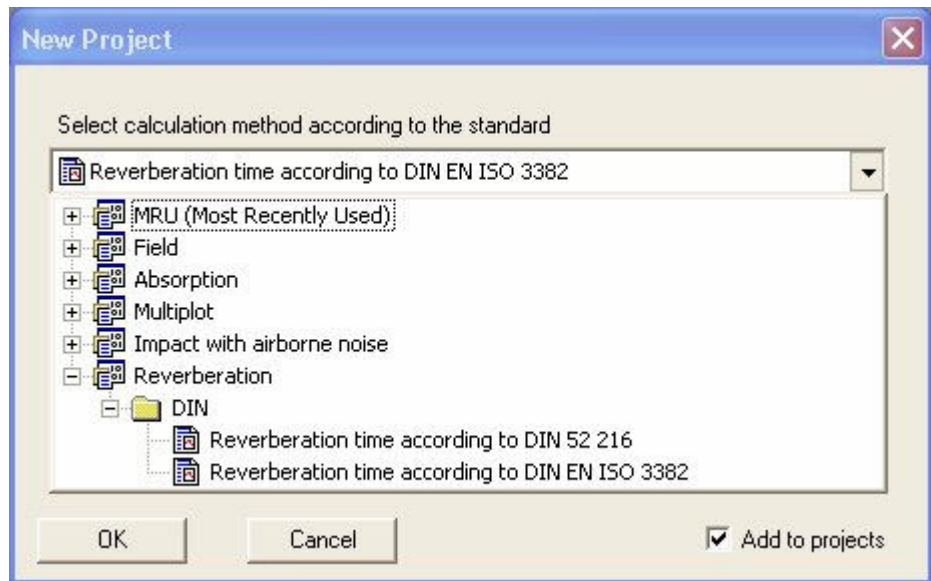 New Project
Select calculation method according to the standard
Reverberation time according to DIN EN ISO 3382
MRU (Most Recently Used)
Field
Absorption
Multiplot
Impact with airborne noise
Reverberation
DIN
Reverberation time according to DIN 52 216
Reverberation time according to DIN EN ISO 3382
OK Cancel Add to projects